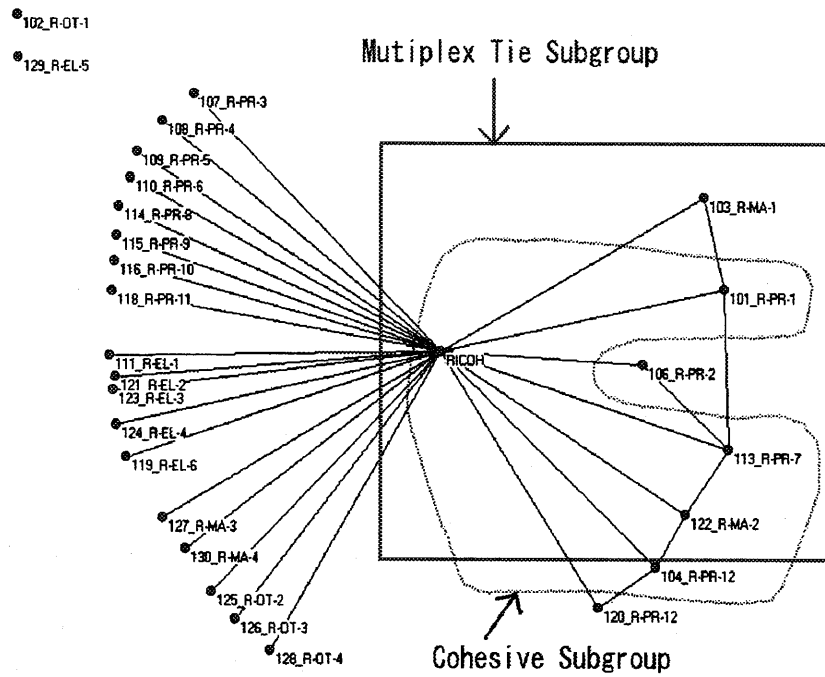 102_R-OT-1
Mutiplex Tie Subgroup
129_R-EL-5
107_R-PR-3
108_R-PR-4
109_R-PR-5
110_R-PR-6
114_R-PR-8
115_R-PR-9
116_R-PR-10
118_R-PR-11
103_R-MA-1
101_R-PR-1
RICOH
111_R-EL-1
121_R-EL-2
123_R-EL-3
106_R-PR-2
124_R-EL-4
119_R-EL-6
113_R-PR-7
127_R-MA-3
122_R-MA-2
130_R-MA-4
104_R-PR-12
125_R-OT-2
120_R-PR-12
126_R-OT-3
128_R-OT-4
Cohesive Subgroup